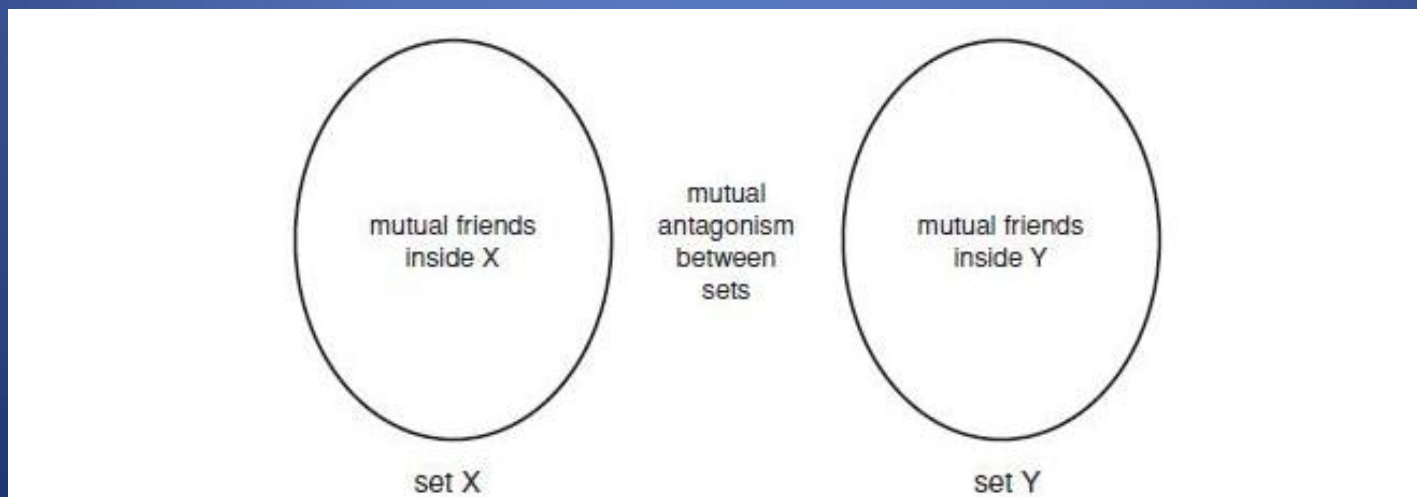 mutual friends
inside X
mutual
antagonism
between
sets
mutual friends
inside Y
set X
set Y